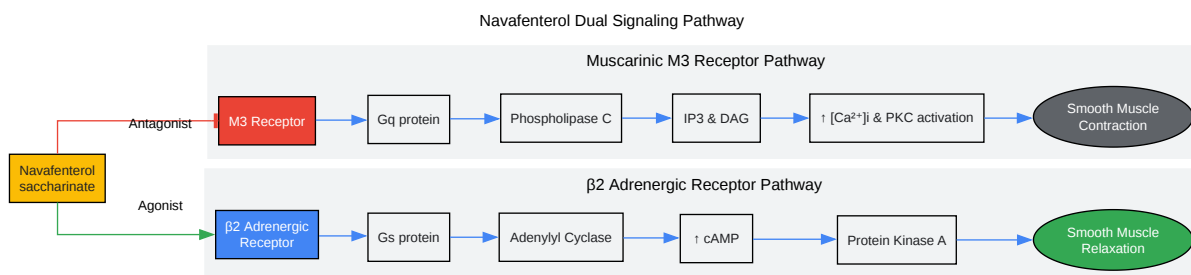 Navafenterol Dual Signaling Pathway
Muscarinic M3 Receptor Pathway
Antagonist
M3 Receptor
Gq protein
Phospholipase C
IP3 & DAG
↑ [Ca²⁺]i & PKC activation
Smooth Muscle
Contraction
Navafenterol
saccharinate
β2 Adrenergic Receptor Pathway
Agonist
β2 Adrenergic
Receptor
Gs protein
Adenylyl Cyclase
↑ cAMP
Protein Kinase A
Smooth Muscle
Relaxation